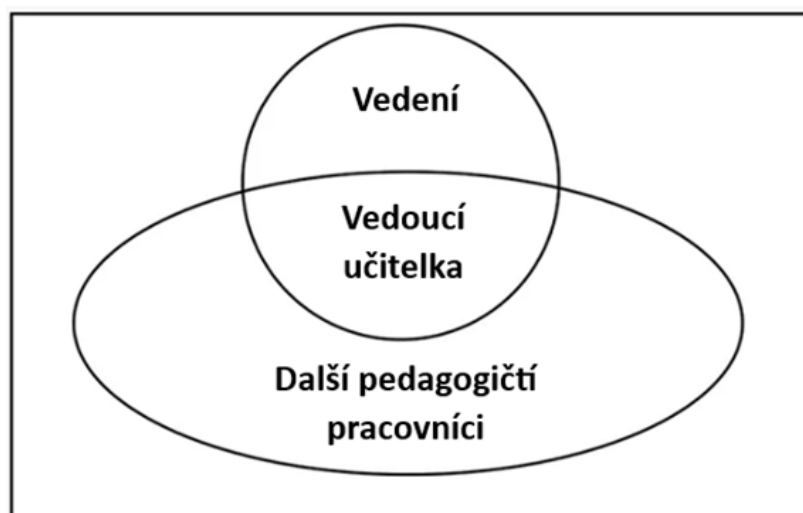 Vedení
Vedoucí
učitelka
Další pedagogičtí
pracovníci